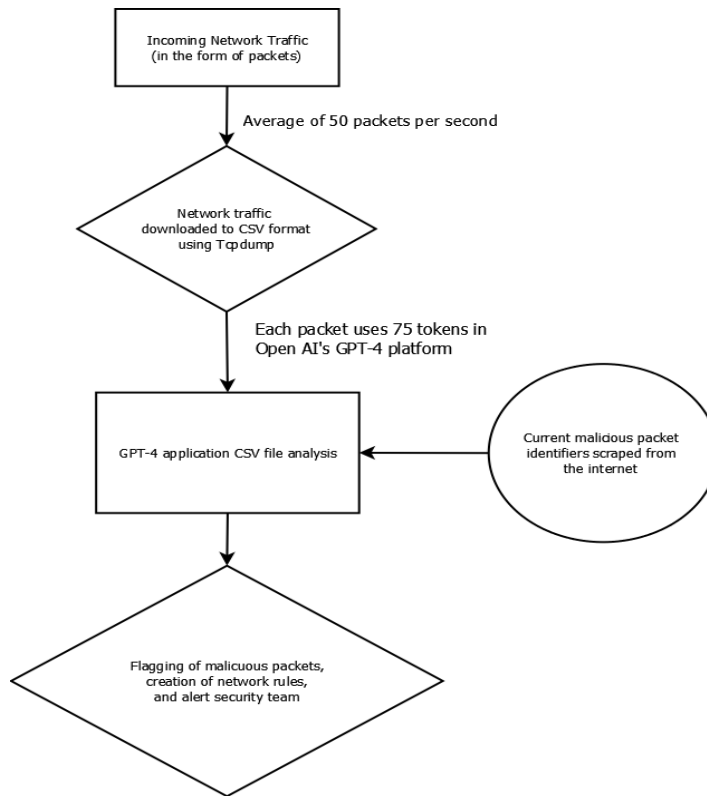 Incoming Network Traffic
(in the form of packets)
Average of 50 packets per second
Network traffic
downloaded to CSV format
using Tcpdump
Each packet uses 75 tokens in
Open AI's GPT-4 platform
GPT-4 application CSV file analysis
Current malicious packet
identifiers scraped from
the internet
Flagging of malicuous packets,
creation of network rules,
and alert security team